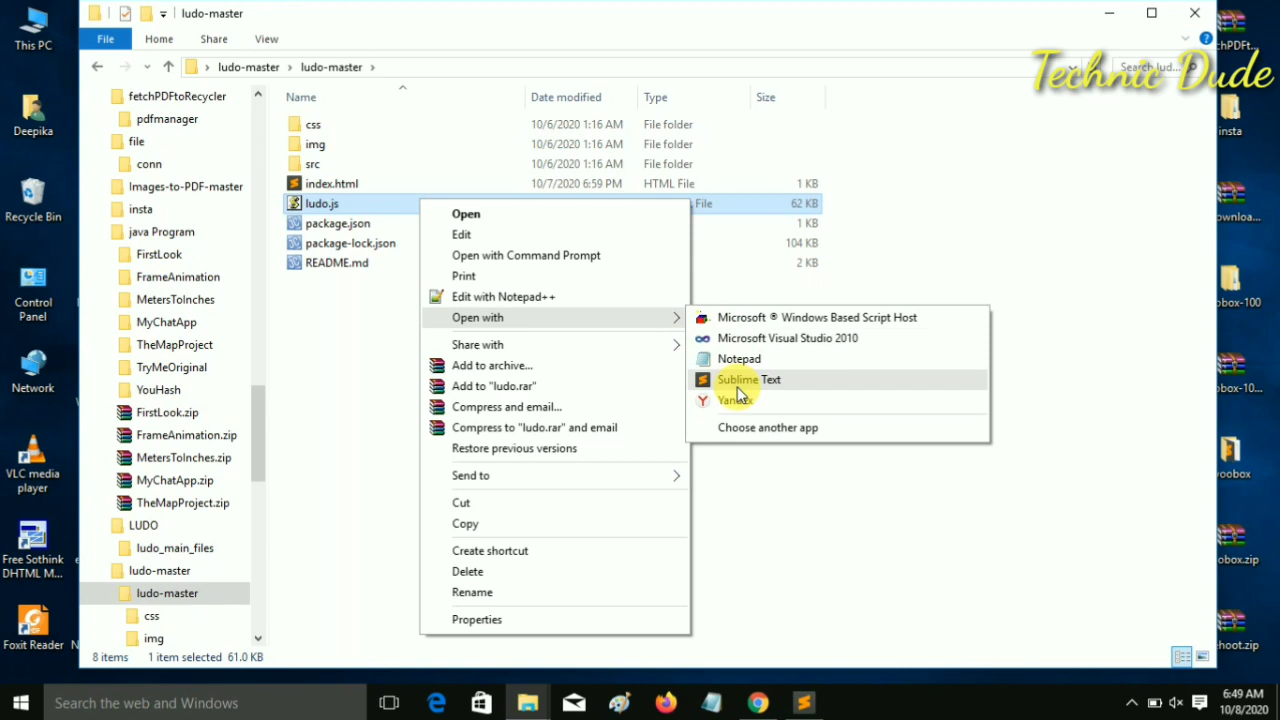 ludo-master
File Home Share View
ludo-master ludo-master
Search lud...
Technic Dude
This PC
Deepika
Recycle Bin
Control Panel
Network
VLC media player
Free Sothink DHTML M...
Foxit Reader
fetchPDFtoRecycler
pdfmanager
file
conn
Images-to-PDF-master
insta
java Program
FirstLook
FrameAnimation
MetersToInches
MyChatApp
TheMapProject
TryMeOriginal
YouHash
FirstLook.zip
FrameAnimation.zip
MetersToInches.zip
MyChatApp.zip
TheMapProject.zip
LUDO
ludo_main_files
ludo-master
ludo-master
css
img
Name Date modified Type Size
css 10/6/2020 1:16 AM File folder
img 10/6/2020 1:16 AM File folder
src 10/6/2020 1:16 AM File folder
index.html 10/7/2020 6:59 PM HTML File 1 KB
ludo.js File 62 KB
package.json 1 KB
package-lock.json 104 KB
README.md 2 KB
Open
Edit
Open with Command Prompt
Print
Edit with Notepad++
Open with
Share with
Add to archive...
Add to "ludo.rar"
Compress and email...
Compress to "ludo.rar" and email
Restore previous versions
Send to
Cut
Copy
Create shortcut
Delete
Rename
Properties
Microsoft ® Windows Based Script Host
Microsoft Visual Studio 2010
Notepad
Sublime Text
Yandex
Choose another app
insta
8 items 1 item selected 61.0 KB
Search the web and Windows
6:49 AM
10/8/2020